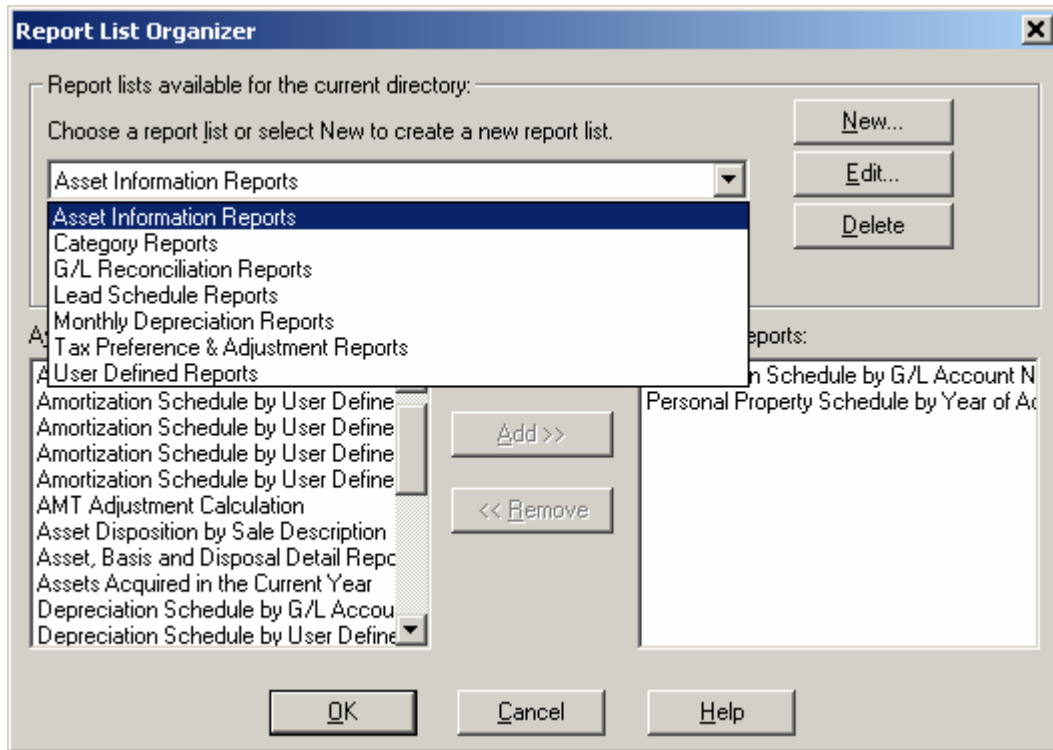 Report List Organizer
Report lists available for the current directory:
Choose a report list or select New to create a new report list.
New...
Asset Information Reports
Edit...
Delete
Asset Information Reports
Category Reports
G/L Reconciliation Reports
Lead Schedule Reports
Monthly Depreciation Reports
Tax Preference & Adjustment Reports
User Defined Reports
Amortization Schedule by User Define
Amortization Schedule by User Define
Amortization Schedule by User Define
Amortization Schedule by User Define
AMT Adjustment Calculation
Asset Disposition by Sale Description
Asset, Basis and Disposal Detail Repo
Assets Acquired in the Current Year
Depreciation Schedule by G/L Accou
Depreciation Schedule by User Define
Add >>
<< Remove
eports:
n Schedule by G/L Account N
Personal Property Schedule by Year of Ac
OK
Cancel
Help